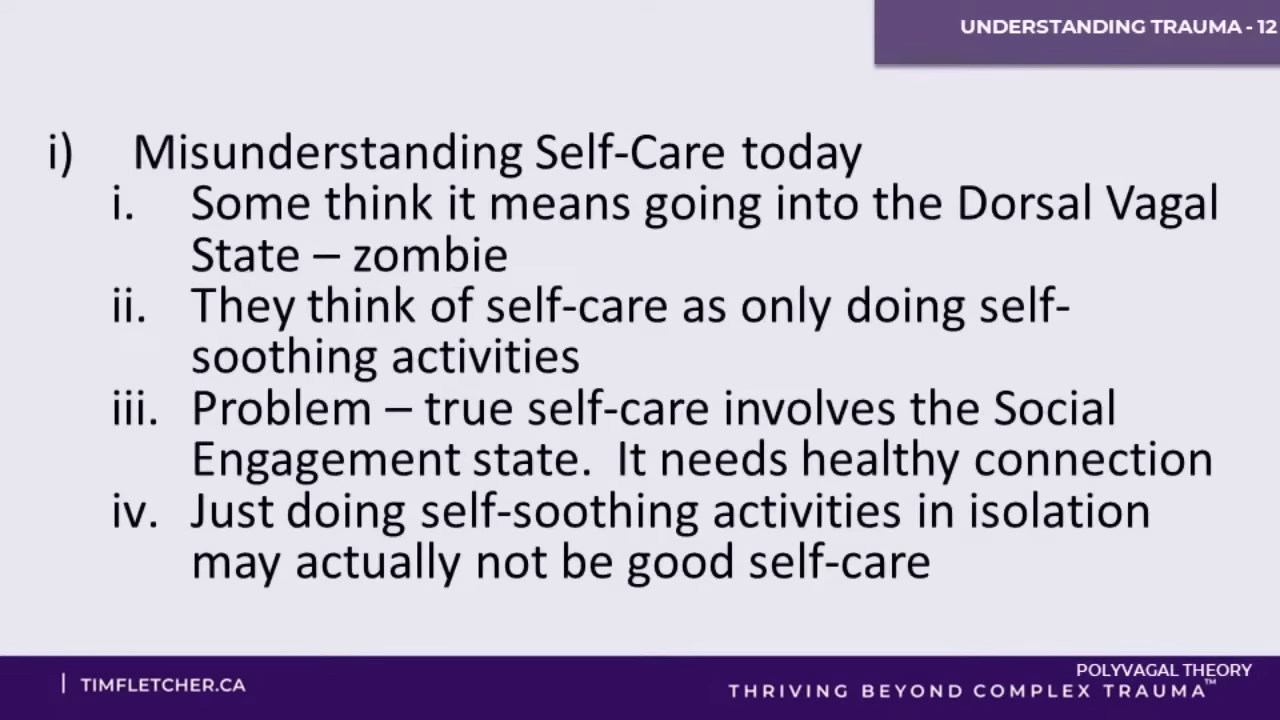 UNDERSTANDING TRAUMA - 12
i) Misunderstanding Self-Care today
i. Some think it means going into the Dorsal Vagal
State – zombie
ii. They think of self-care as only doing self-
soothing activities
iii. Problem – true self-care involves the Social
Engagement state.  It needs healthy connection
iv. Just doing self-soothing activities in isolation
may actually not be good self-care
| TIMFLETCHER.CA
POLYVAGAL THEORY
THRIVING BEYOND COMPLEX TRAUMA™